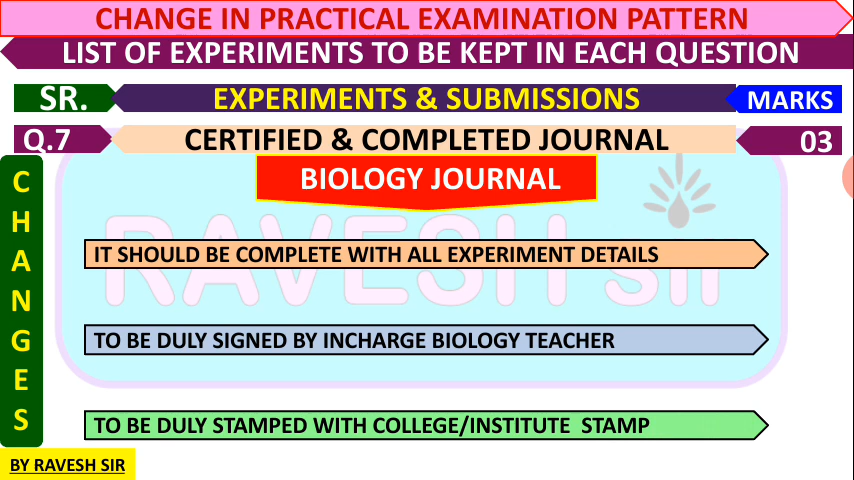 CHANGE IN PRACTICAL EXAMINATION PATTERN
LIST OF EXPERIMENTS TO BE KEPT IN EACH QUESTION
SR. EXPERIMENTS & SUBMISSIONS MARKS
Q.7 CERTIFIED & COMPLETED JOURNAL 03
CHANGES
BIOLOGY JOURNAL
RAVESH SIR
IT SHOULD BE COMPLETE WITH ALL EXPERIMENT DETAILS
TO BE DULY SIGNED BY INCHARGE BIOLOGY TEACHER
TO BE DULY STAMPED WITH COLLEGE/INSTITUTE STAMP
BY RAVESH SIR